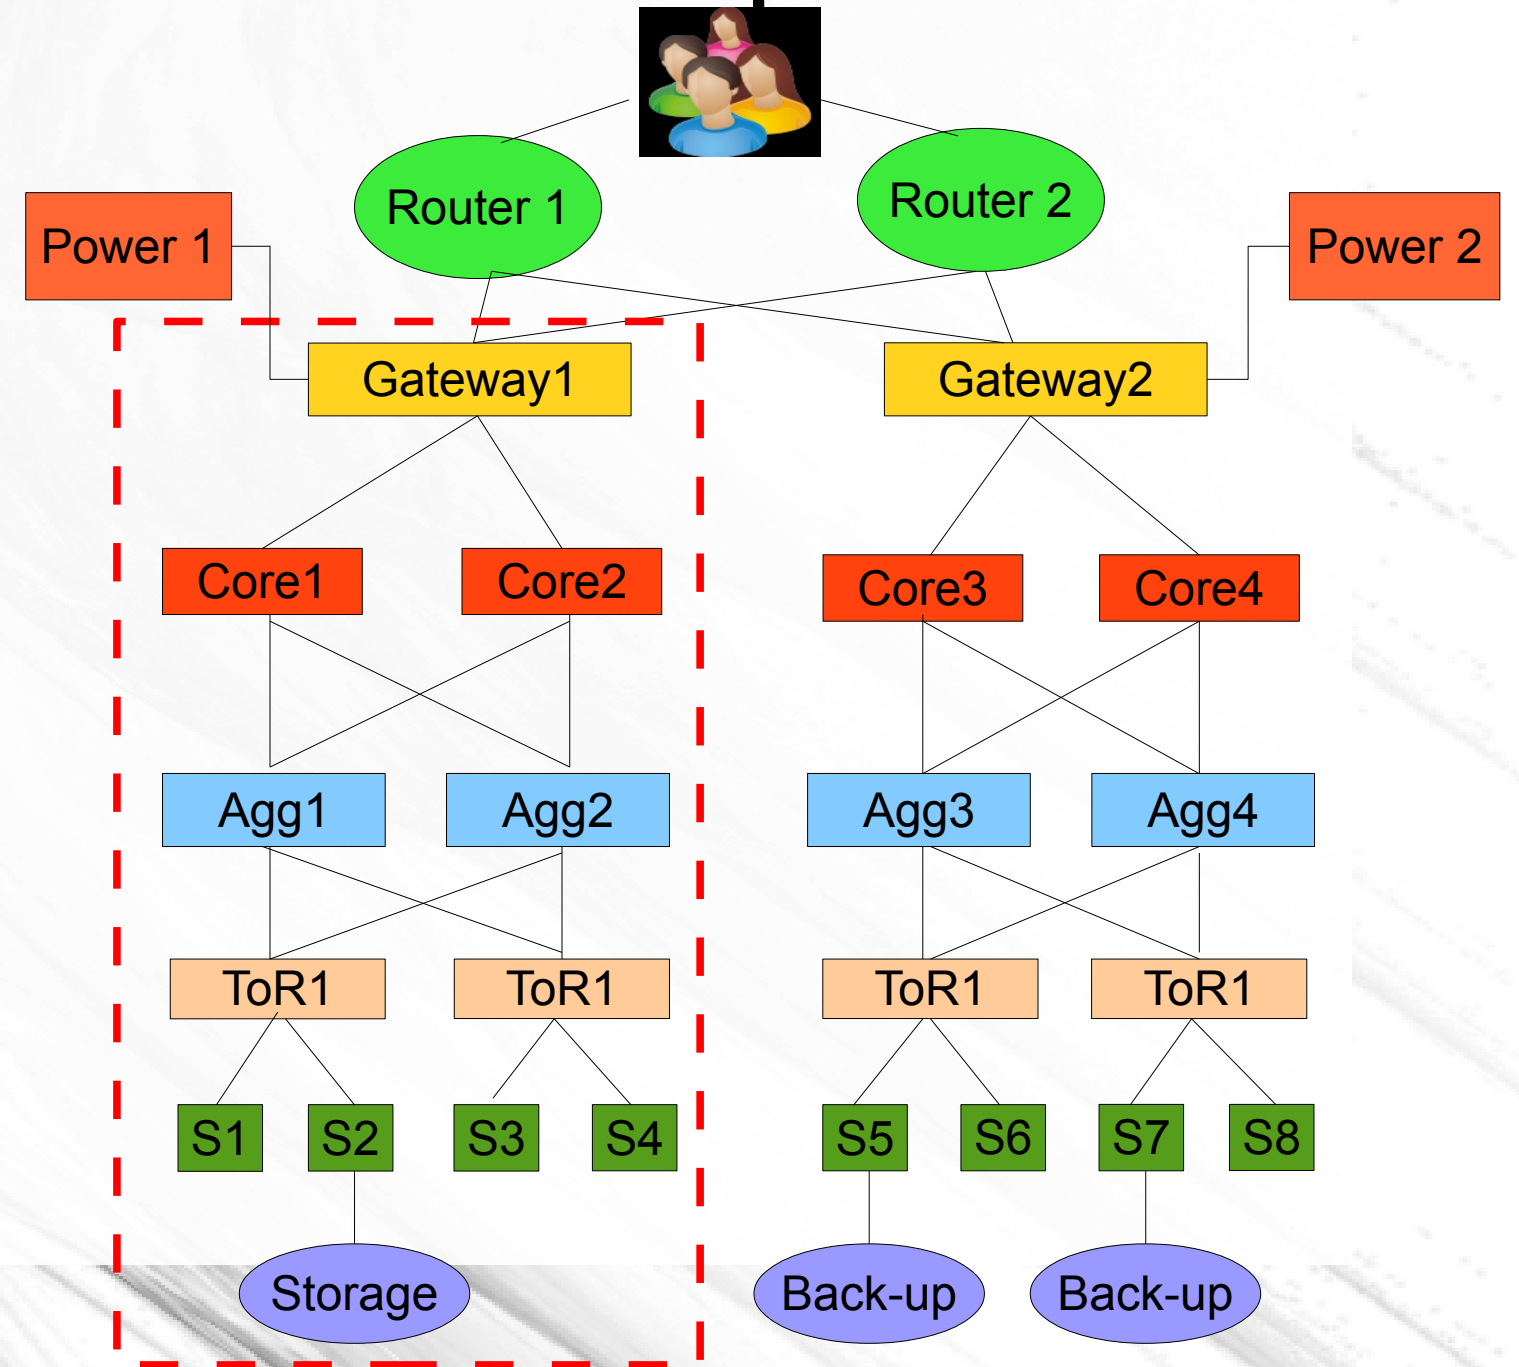 Router 1
Router 2
Power 1
Power 2
Gateway1
Gateway2
Core1
Core2
Core3
Core4
Agg1
Agg2
Agg3
Agg4
ToR1
ToR1
ToR1
ToR1
S1
S2
S3
S4
S5
S6
S7
S8
Storage
Back-up
Back-up